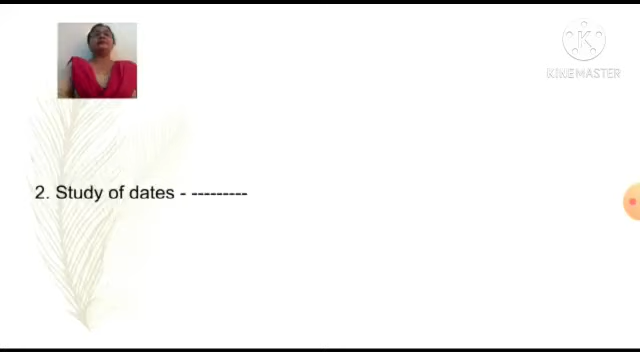 KINEMASTER
2. Study of dates - ---------